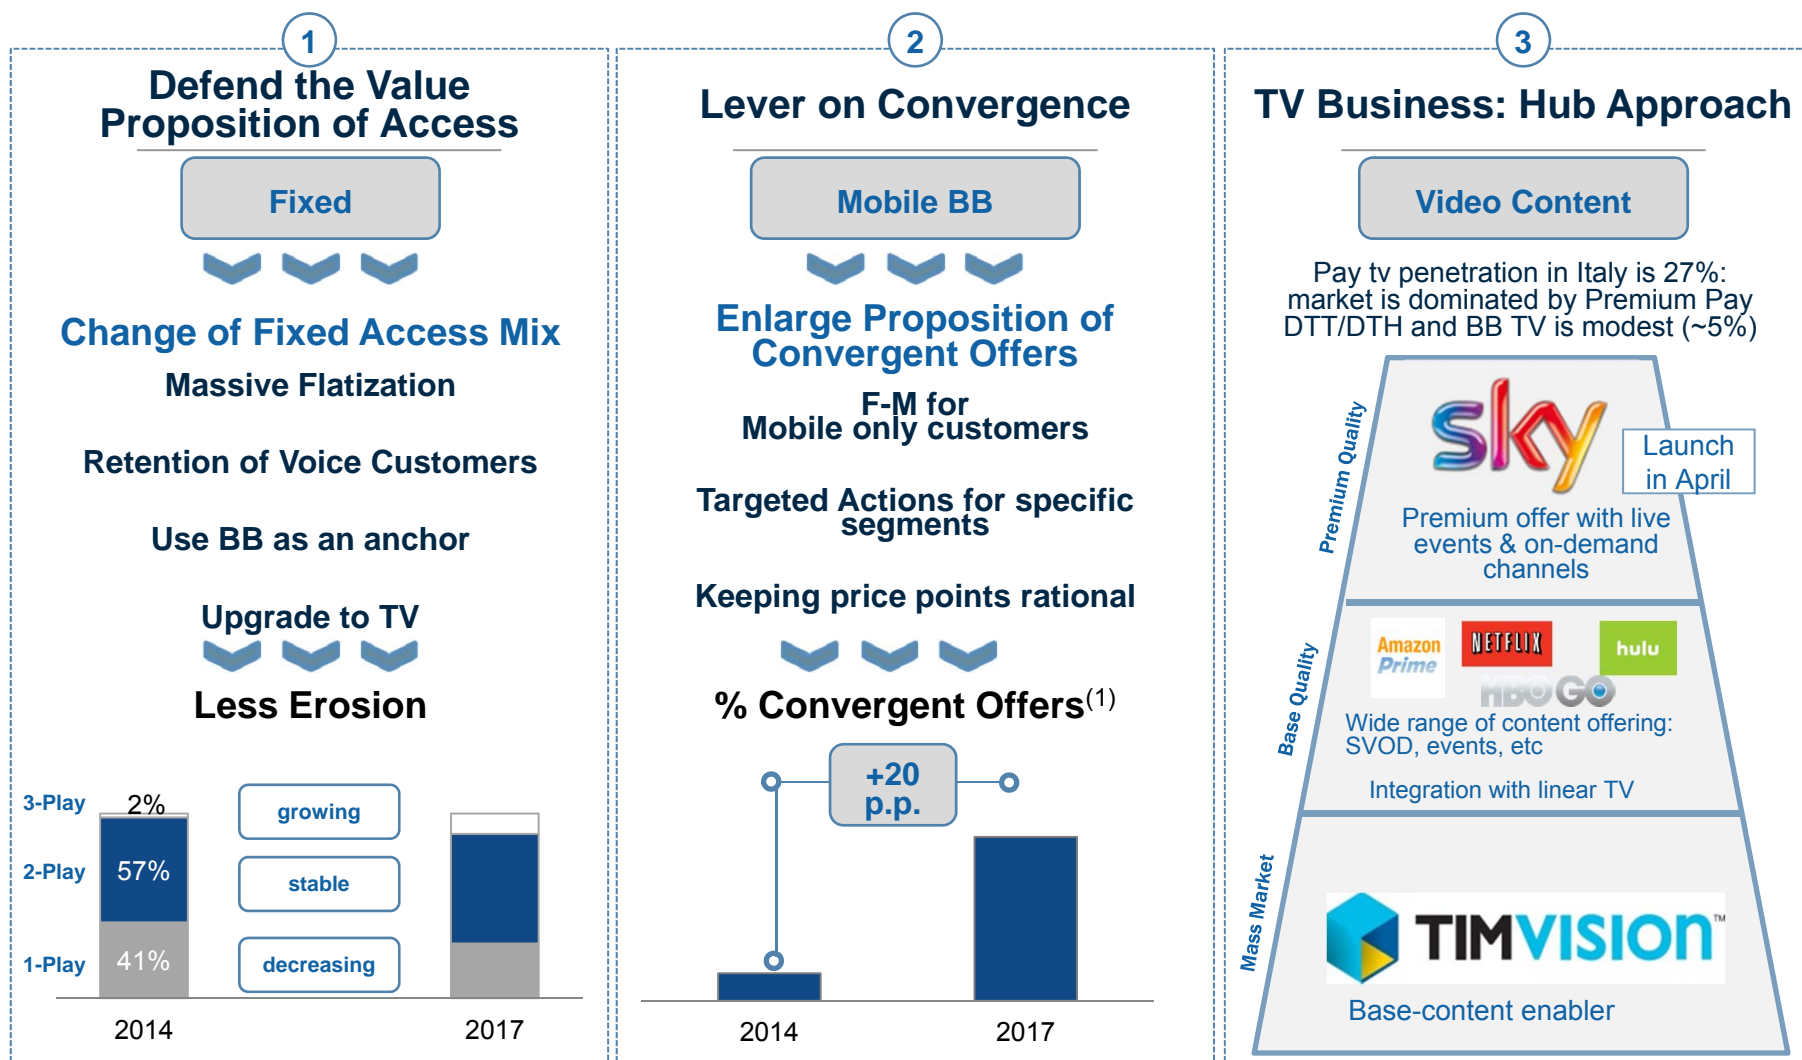 1
Defend the Value
Proposition of Access
Fixed
Change of Fixed Access Mix
Massive Flatization
Retention of Voice Customers
Use BB as an anchor
Upgrade to TV
Less Erosion
3-Play
2%
growing
2-Play
57%
stable
1-Play
41%
decreasing
2014
2017
2
Lever on Convergence
Mobile BB
Enlarge Proposition of
Convergent Offers
F-M for
Mobile only customers
Targeted Actions for specific
segments
Keeping price points rational
% Convergent Offers(1)
+20
p.p.
2014
2017
3
TV Business: Hub Approach
Video Content
Pay tv penetration in Italy is 27%:
market is dominated by Premium Pay
DTT/DTH and BB TV is modest (~5%)
Premium Quality
sky
Launch
in April
Premium offer with live
events & on-demand
channels
Base Quality
Amazon
Prime
NETFLIX
hulu
HBO GO
Wide range of content offering:
SVOD, events, etc
Integration with linear TV
Mass Market
TIMVISION™
Base-content enabler